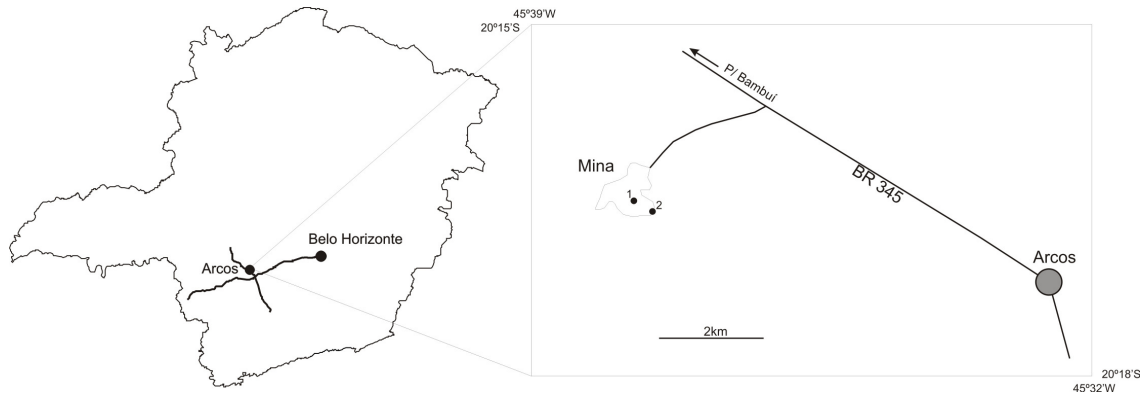 45º39'W
20º15'S
P/ Bambuí
Mina
1
2
BR 345
Belo Horizonte
Arcos
Arcos
2km
20º18'S
45º32'W